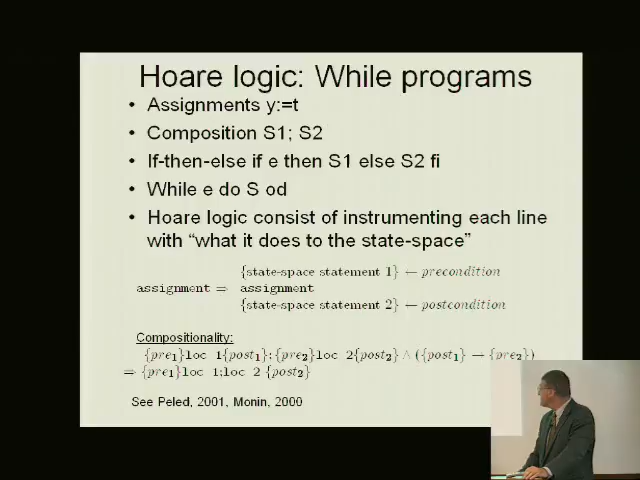 Hoare logic: While programs
• Assignments y:=t
• Composition S1; S2
• If-then-else if e then S1 else S2 fi
• While e do S od
• Hoare logic consist of instrumenting each line
with “what it does to the state-space”
{state-space statement 1} ← precondition
assignment ⇒ assignment
{state-space statement 2} ← postcondition
Compositionality:
{pre₁}loc 1{post₁}; {pre₂}loc 2{post₂} ∧ ({post₁} → {pre₂})
⇒ {pre₁}loc 1;loc 2 {post₂}
See Peled, 2001, Monin, 2000